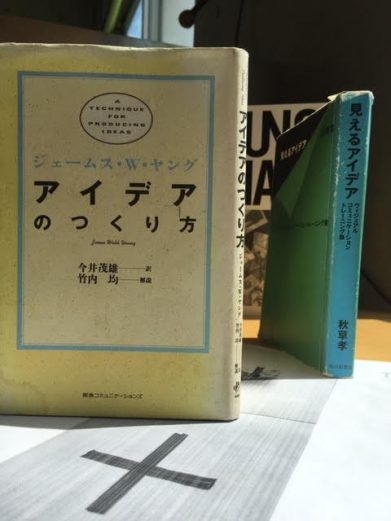 A
TECHNIQUE
FOR
PRODUCING
IDEAS
ジェームス・W・ヤング
アイデア
のつくり方
James Webb Young
今井茂雄──訳
竹内 均──解説
阪急コミュニケーションズ
アイデアのつくり方
ジェームス・W・ヤング
見えるアイデア
ヴィジュアル
コミュニケーション
トレーニング塾
秋草孝